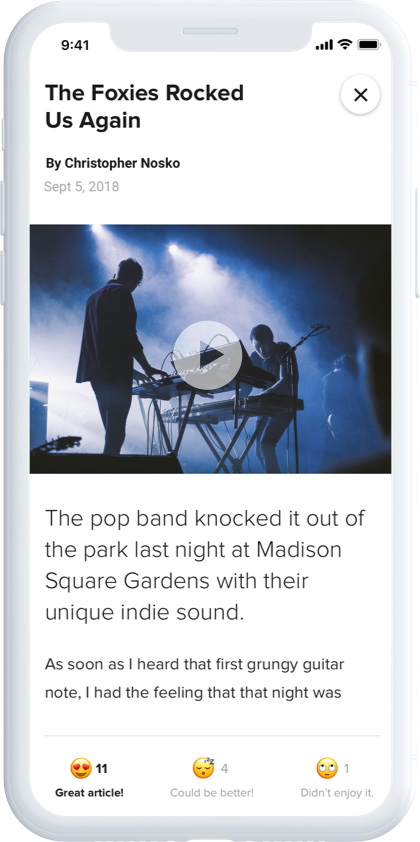 9:41
The Foxies Rocked
Us Again
By Christopher Nosko
Sept 5, 2018
The pop band knocked it out of
the park last night at Madison
Square Gardens with their
unique indie sound.
As soon as I heard that first grungy guitar
note, I had the feeling that that night was
😍 11 😴 4 🙄 1
Great article! Could be better! Didn't enjoy it.